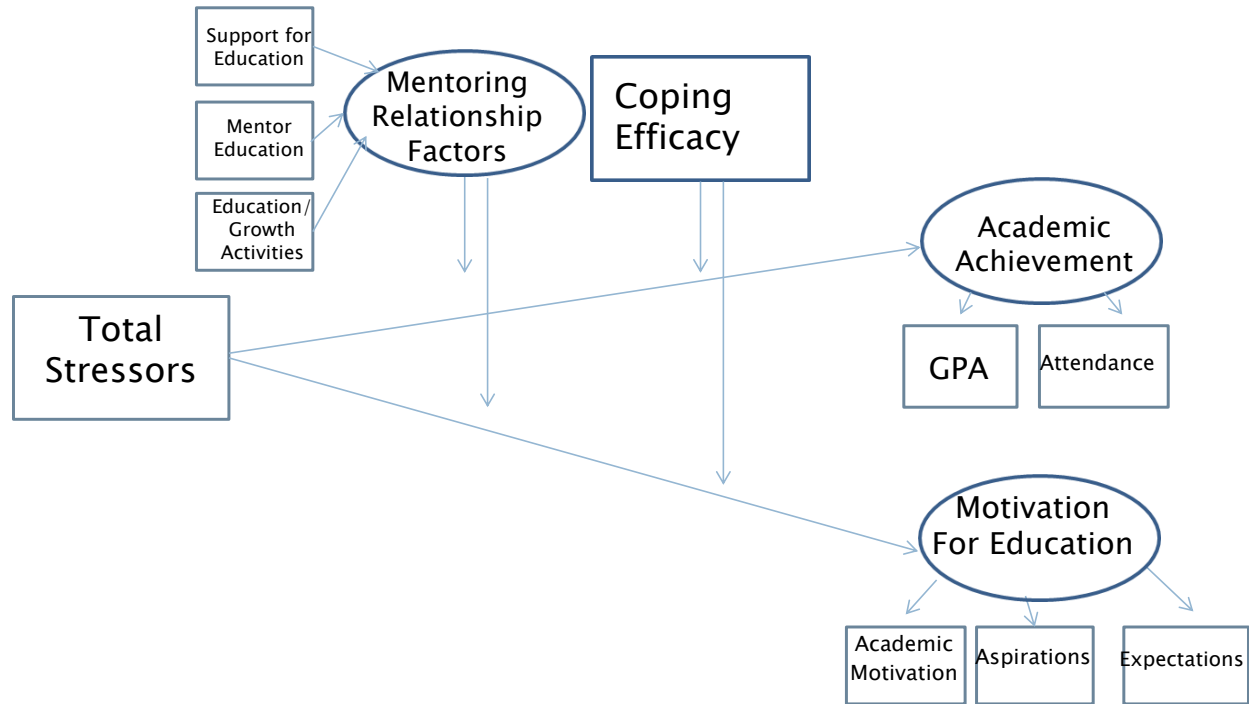 Support for
Education
Mentor
Education
Education/
Growth
Activities
Mentoring
Relationship
Factors
Coping
Efficacy
Total
Stressors
Academic
Achievement
GPA
Attendance
Motivation
For Education
Academic
Motivation
Aspirations
Expectations